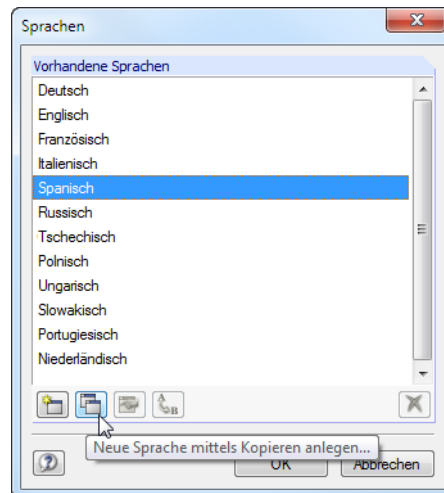 Sprachen
Vorhandene Sprachen
Deutsch
Englisch
Französisch
Italienisch
Spanisch
Russisch
Tschechisch
Polnisch
Ungarisch
Slowakisch
Portugiesisch
Niederländisch
A
B
Neue Sprache mittels Kopieren anlegen...
OK
Abbrechen